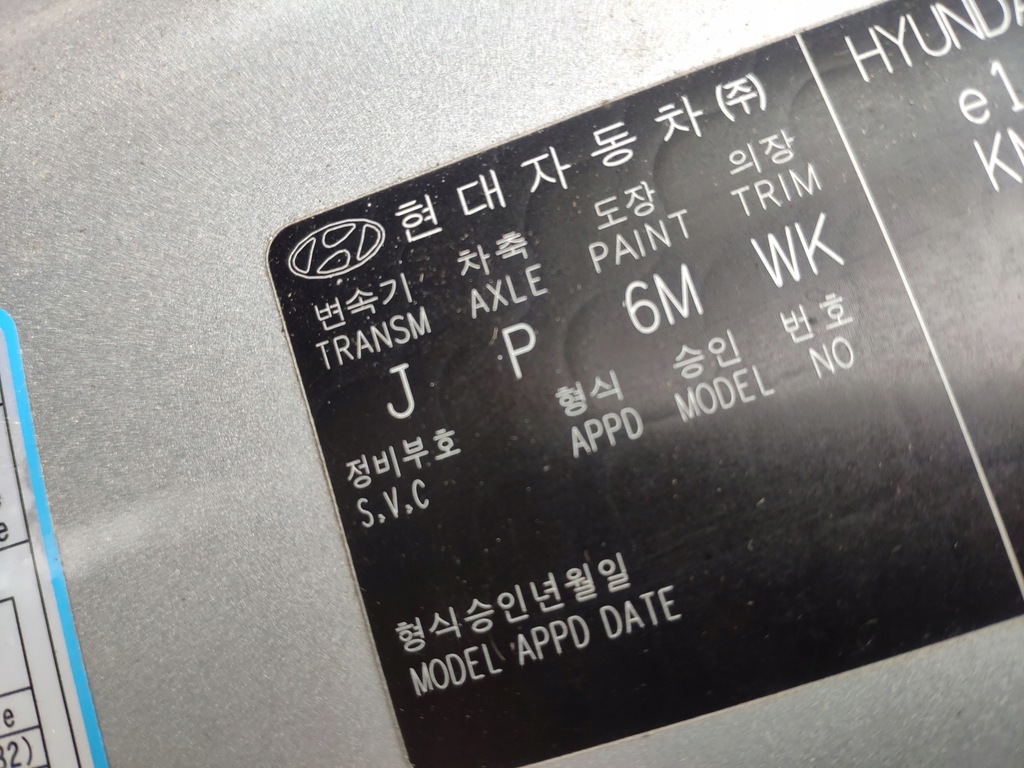 현대자동차(주)
변속기 차축 도장 의장
TRANSM AXLE PAINT TRIM
J P 6M WK
정비부호 형식 승인 번호
S.V.C APPD MODEL NO
형식승인년월일
MODEL APPD DATE
HYUNDA
e1
KM
e
e
32)